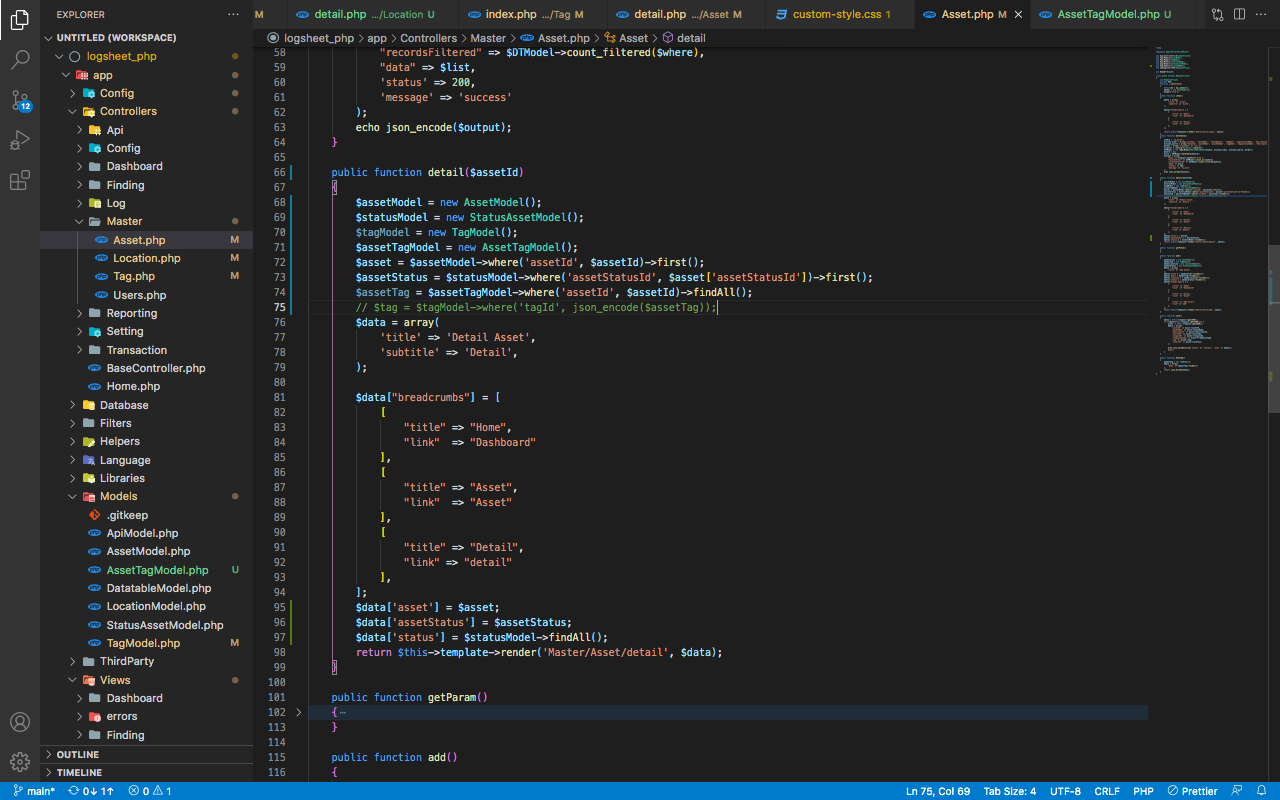 EXPLORER
UNTITLED (WORKSPACE)
logsheet_php
app
Config
Controllers
Api
Config
Dashboard
Finding
Log
Master
Asset.php M
Location.php M
Tag.php M
Users.php
Reporting
Setting
Transaction
BaseController.php
Home.php
Database
Filters
Helpers
Language
Libraries
Models
.gitkeep
ApiModel.php
AssetModel.php
AssetTagModel.php U
DatatableModel.php
LocationModel.php
StatusAssetModel.php
TagModel.php M
ThirdParty
Views
Dashboard
errors
Finding
OUTLINE
TIMELINE
12
M
detail.php .../Location U
index.php .../Tag M
detail.php .../Asset M
custom-style.css 1
Asset.php M
AssetTagModel.php U
logsheet_php > app > Controllers > Master > Asset.php > Asset > detail
58 "recordsFiltered" => $DTModel->count_filtered($where),
59 "data" => $list,
60 'status' => 200,
61 'message' => 'success'
62 );
63 echo json_encode($output);
64 }
65
66 public function detail($assetId)
67 {
68 $assetModel = new AssetModel();
69 $statusModel = new StatusAssetModel();
70 $tagModel = new TagModel();
71 $assetTagModel = new AssetTagModel();
72 $asset = $assetModel->where('assetId', $assetId)->first();
73 $assetStatus = $statusModel->where('assetStatusId', $asset['assetStatusId'])->first();
74 $assetTag = $assetTagModel->where('assetId', $assetId)->findAll();
75 // $tag = $tagModel->where('tagId', json_encode($assetTag));
76 $data = array(
77 'title' => 'Detail Asset',
78 'subtitle' => 'Detail',
79 );
80
81 $data["breadcrumbs"] = [
82 [
83 "title" => "Home",
84 "link"  => "Dashboard"
85 ],
86 [
87 "title" => "Asset",
88 "link"  => "Asset"
89 ],
90 [
91 "title" => "Detail",
92 "link" => "detail"
93 ],
94 ];
95 $data['asset'] = $asset;
96 $data['assetStatus'] = $assetStatus;
97 $data['status'] = $statusModel->findAll();
98 return $this->template->render('Master/Asset/detail', $data);
99 }
100
101 public function getParam()
102 { ⋯
113 }
114
115 public function add()
116 {
main* 0↓ 1↑ 0 1 Ln 75, Col 69 Tab Size: 4 UTF-8 CRLF PHP Prettier